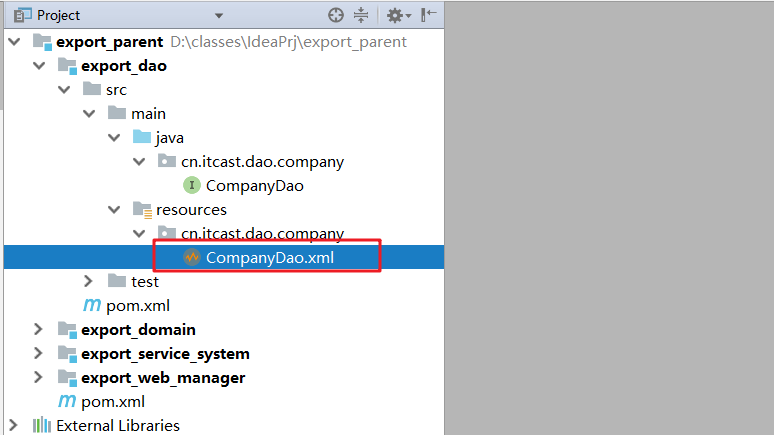 Project
export_parent D:\classes\IdeaPrj\export_parent
export_dao
src
main
java
cn.itcast.dao.company
I CompanyDao
resources
cn.itcast.dao.company
CompanyDao.xml
test
m pom.xml
export_domain
export_service_system
export_web_manager
m pom.xml
External Libraries